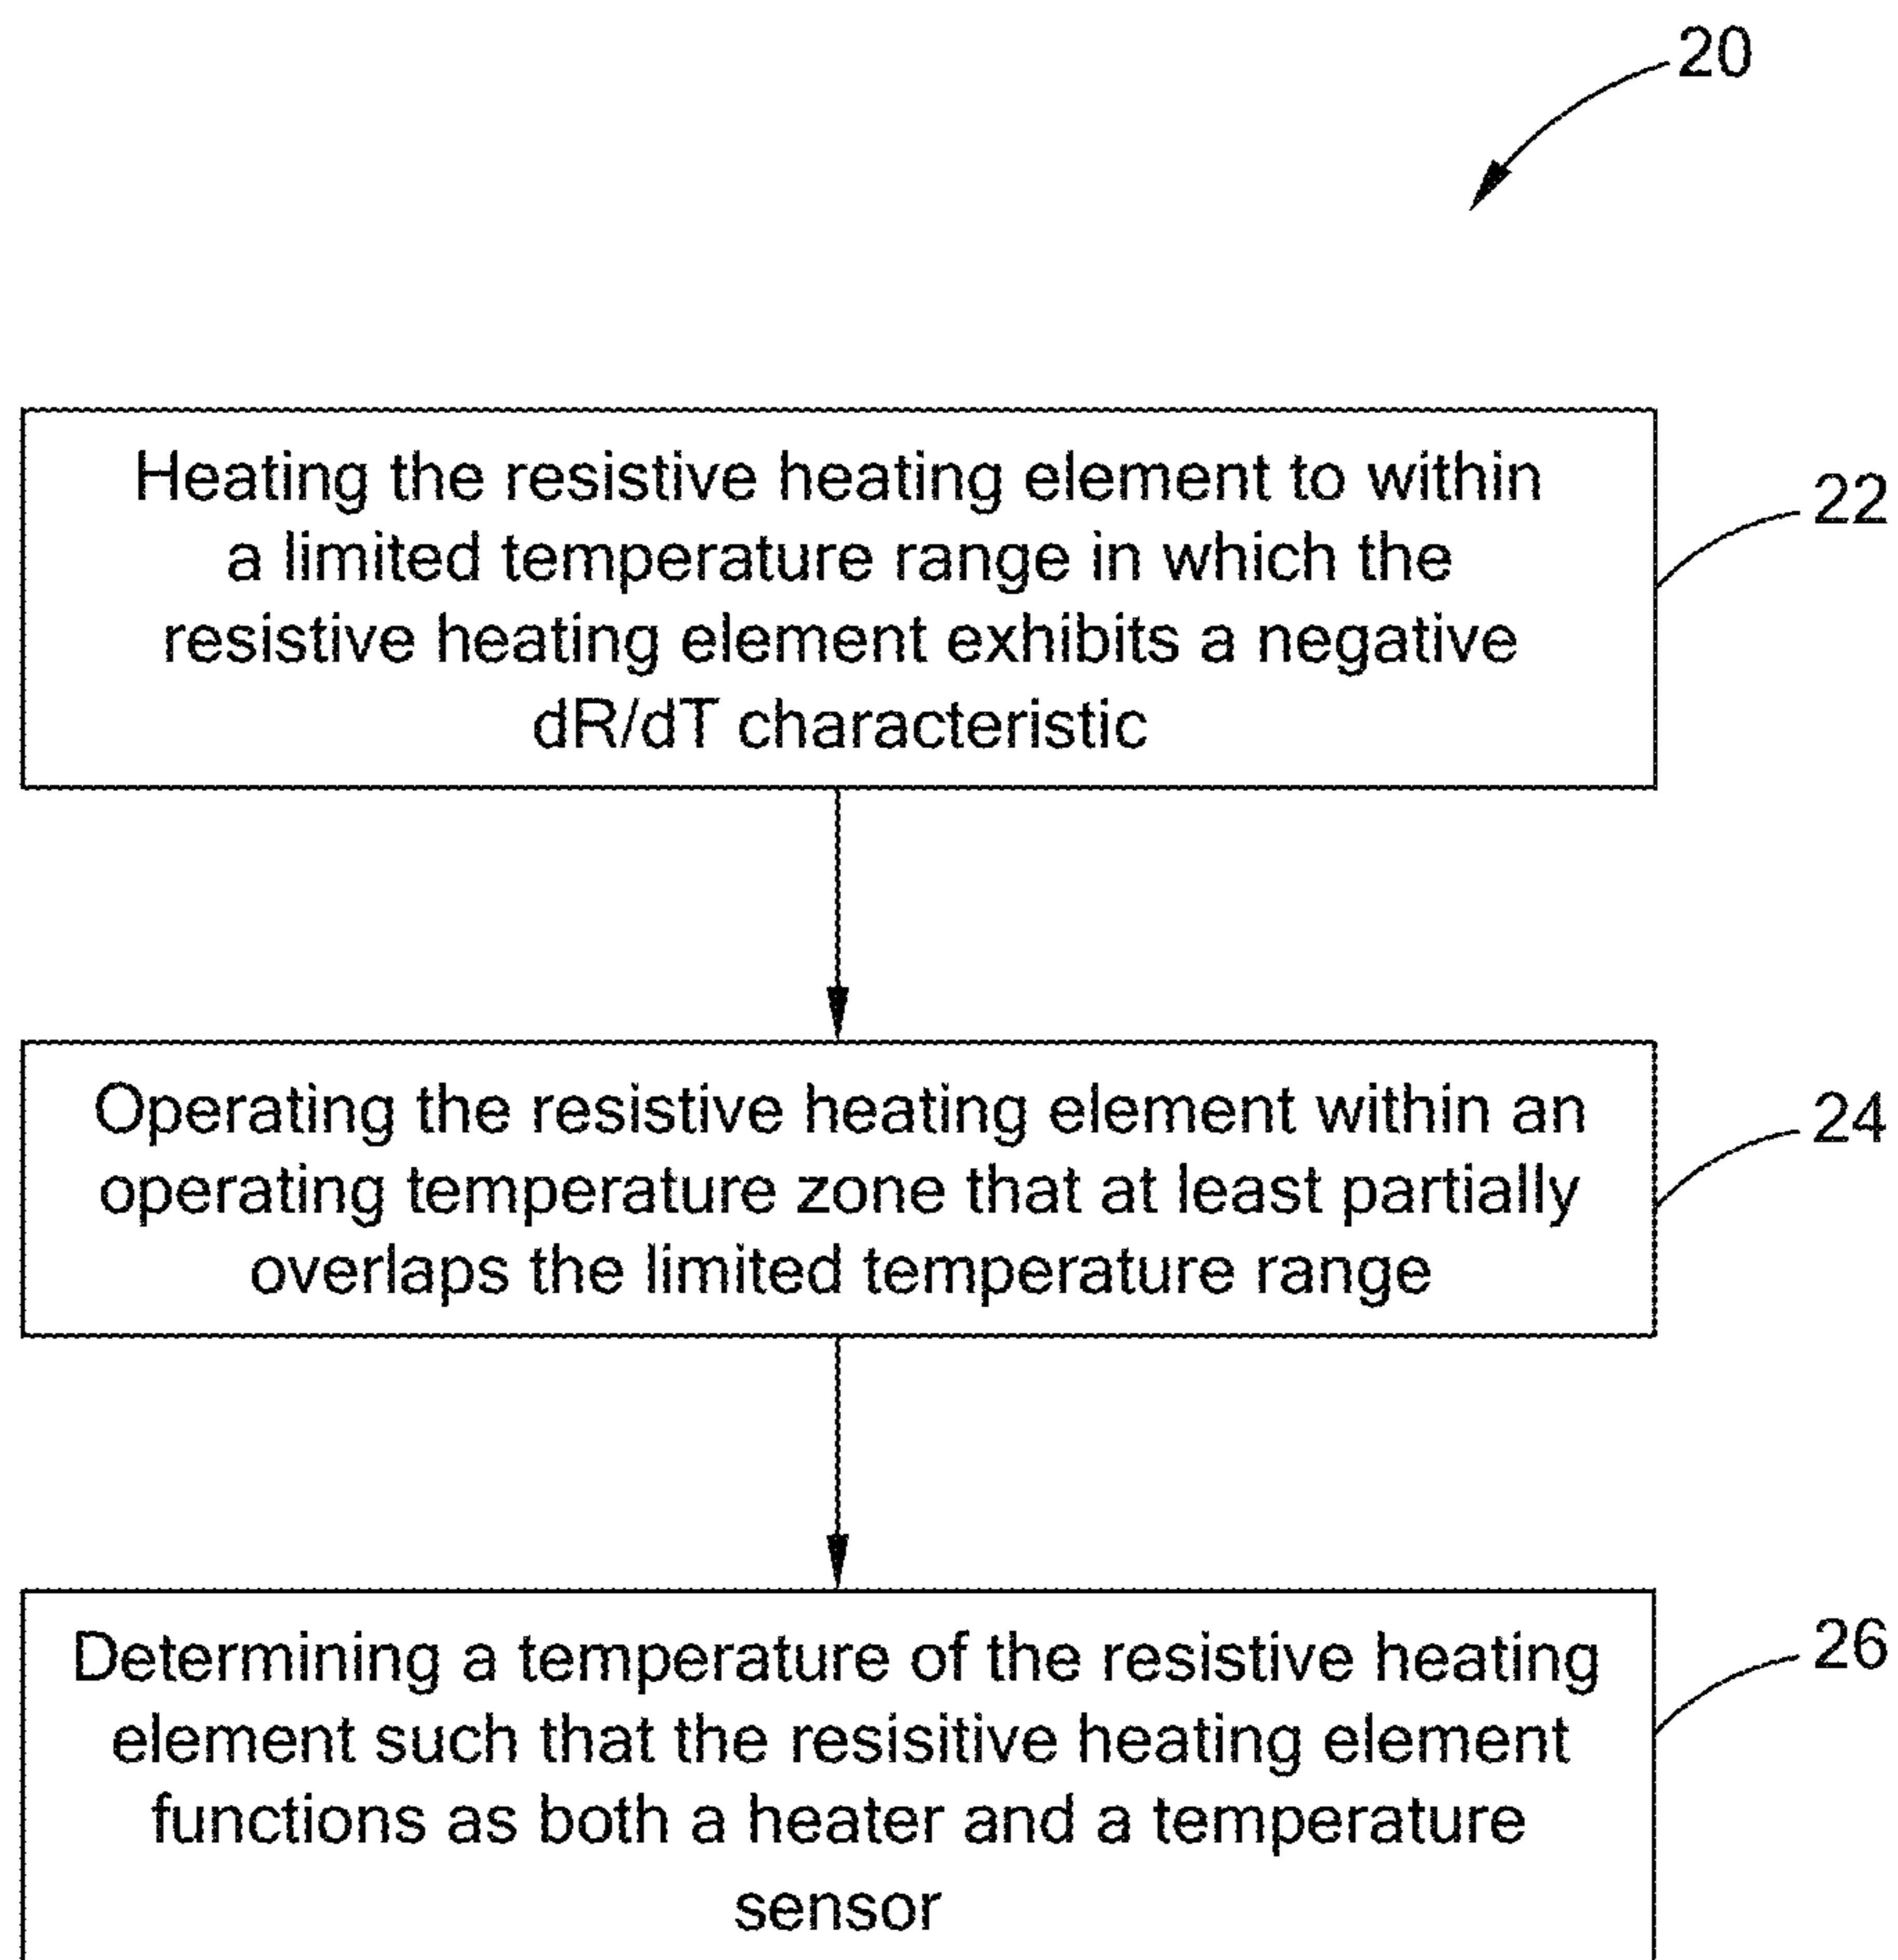 20
Heating the resistive heating element to within
a limited temperature range in which the
resistive heating element exhibits a negative
dR/dT characteristic
22
Operating the resistive heating element within an
operating temperature zone that at least partially
overlaps the limited temperature range
24
Determining a temperature of the resistive heating
element such that the resisitive heating element
functions as both a heater and a temperature
sensor
26